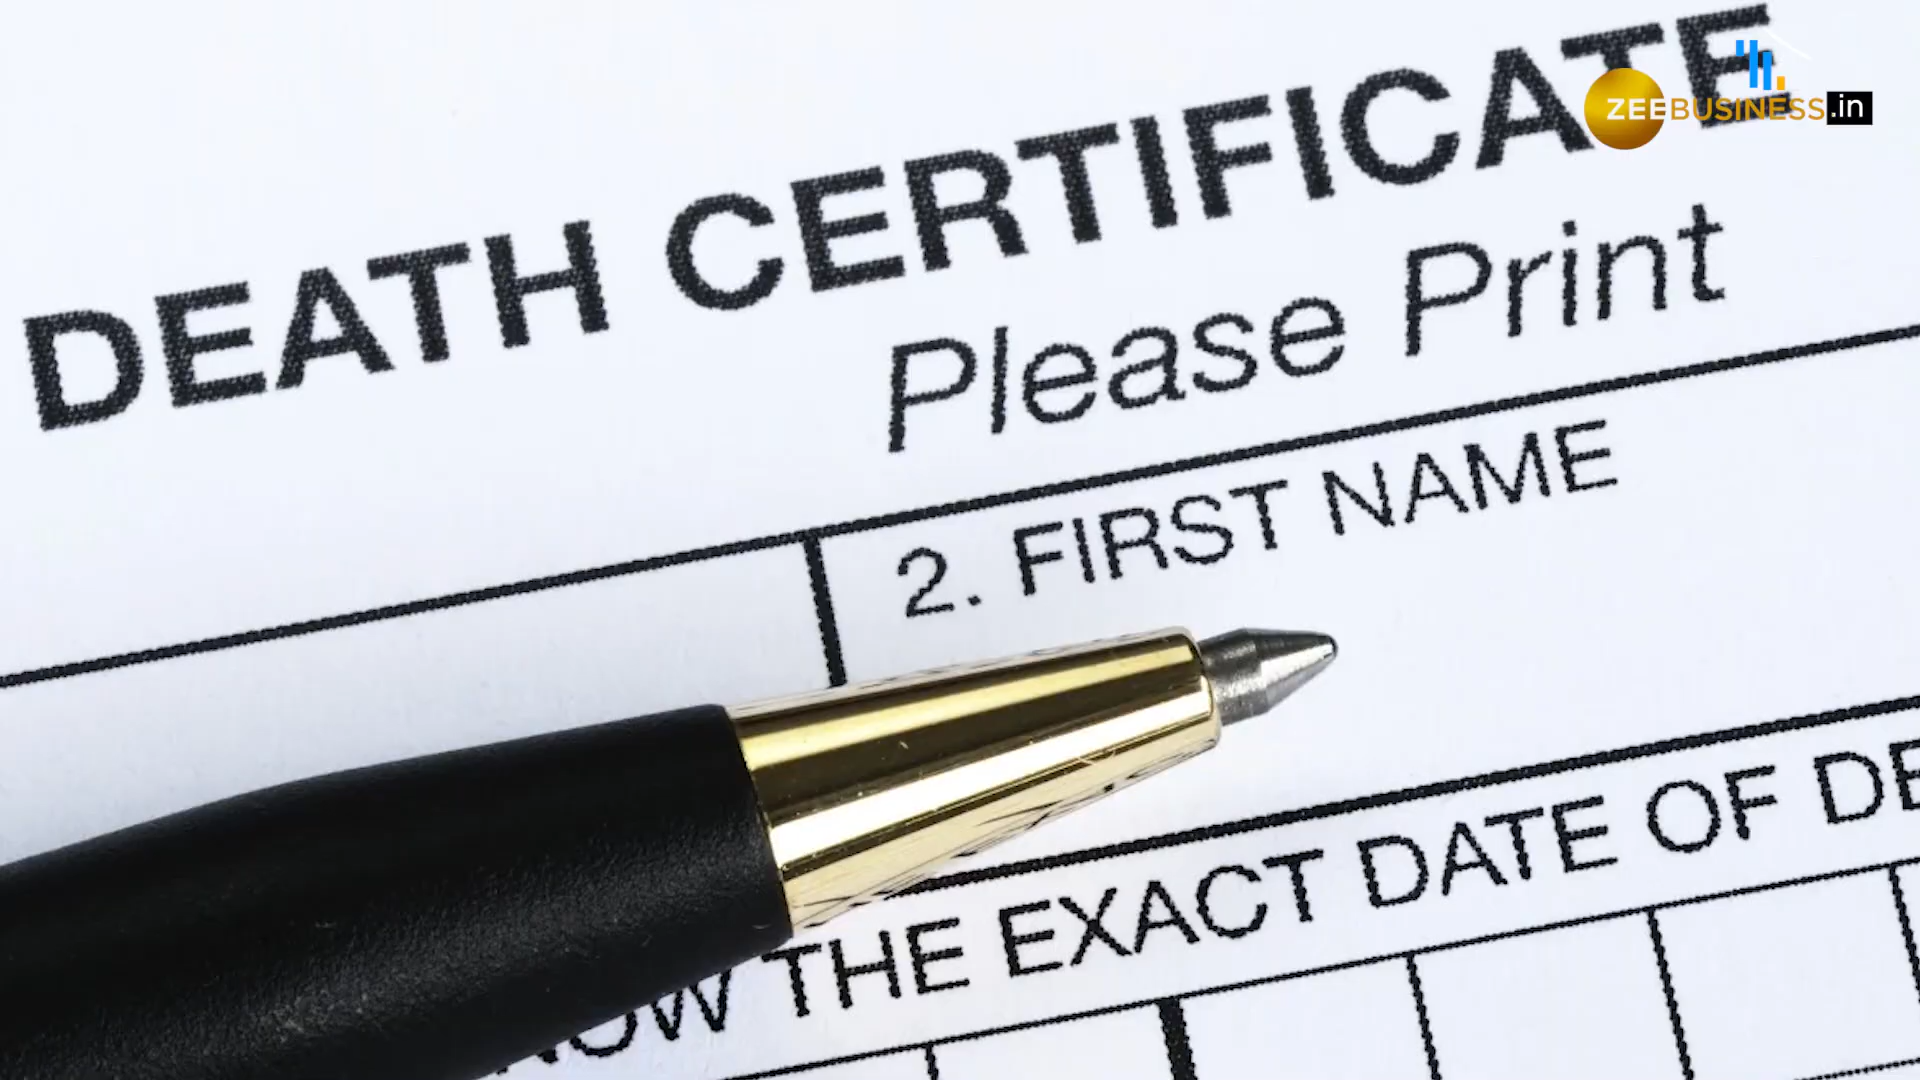 DEATH CERTIFICATE
ZEEBUSINESS.in
Please Print
2. FIRST NAME
THE EXACT DATE OF